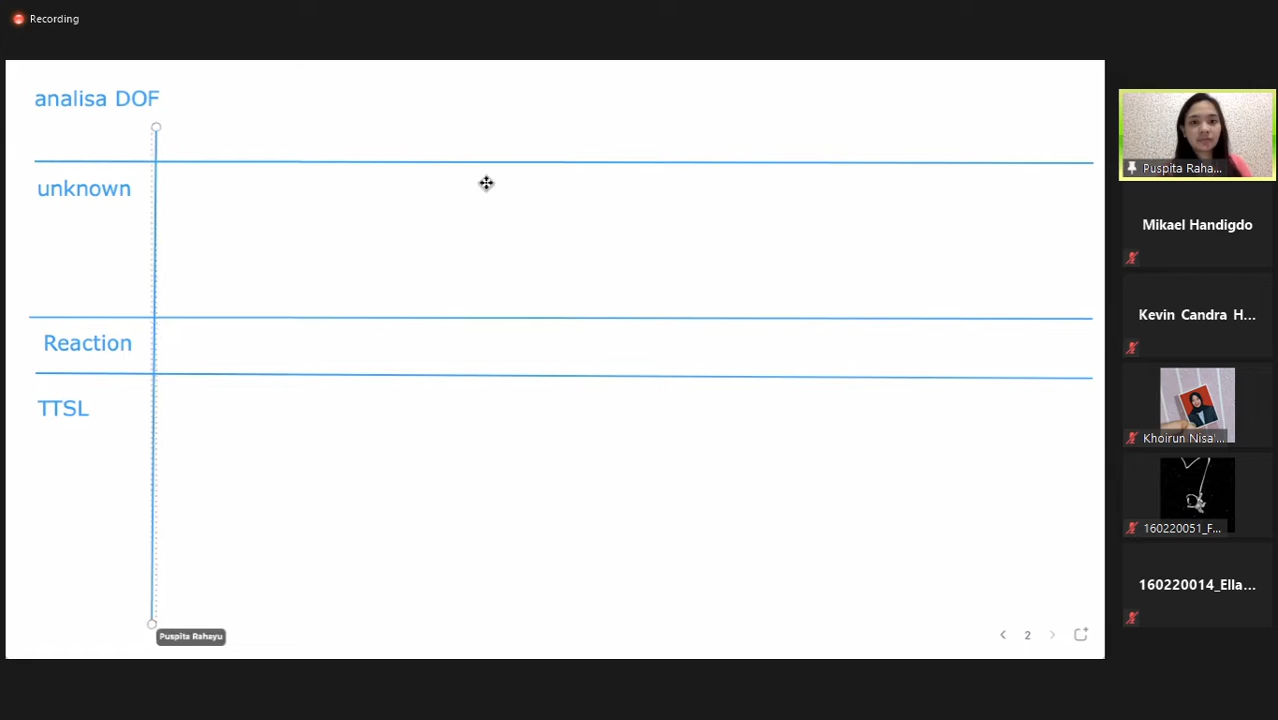 Recording
analisa DOF
unknown
Reaction
TTSL
Puspita Rahayu
2
Puspita Raha...
Mikael Handigdo
Kevin Candra H...
Khoirun Nisa'...
160220051_F...
160220014_Ella...